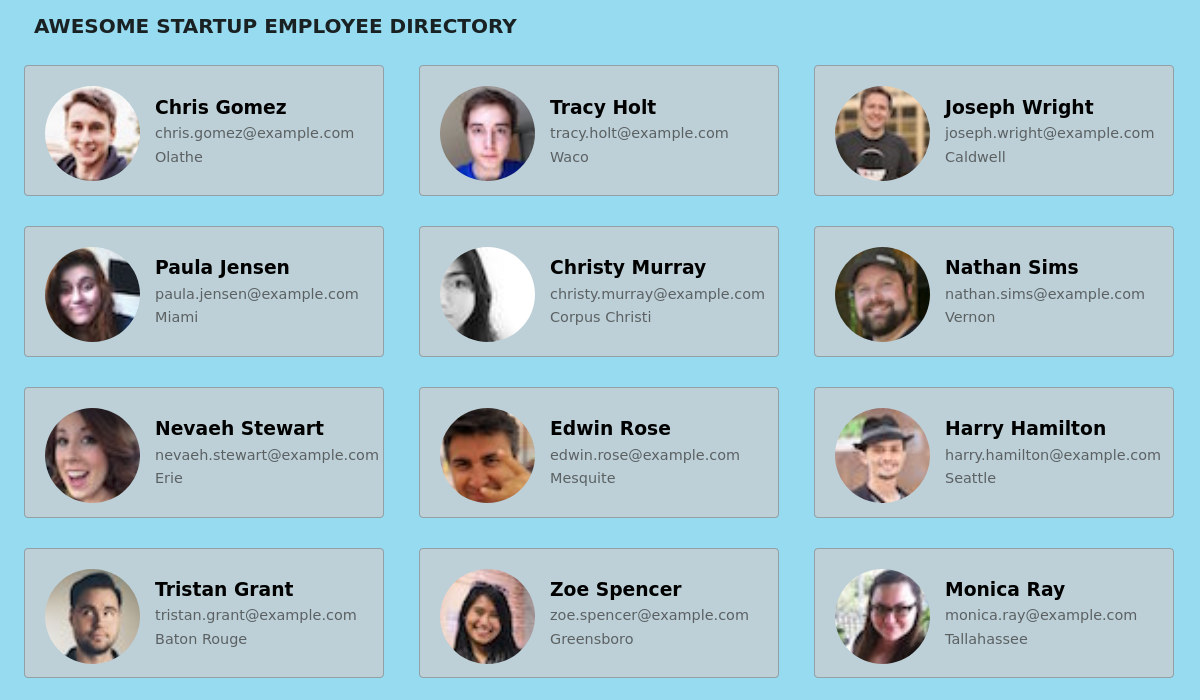 AWESOME STARTUP EMPLOYEE DIRECTORY
Chris Gomez
chris.gomez@example.com
Olathe
Tracy Holt
tracy.holt@example.com
Waco
Joseph Wright
joseph.wright@example.com
Caldwell
Paula Jensen
paula.jensen@example.com
Miami
Christy Murray
christy.murray@example.com
Corpus Christi
Nathan Sims
nathan.sims@example.com
Vernon
Nevaeh Stewart
nevaeh.stewart@example.com
Erie
Edwin Rose
edwin.rose@example.com
Mesquite
Harry Hamilton
harry.hamilton@example.com
Seattle
Tristan Grant
tristan.grant@example.com
Baton Rouge
Zoe Spencer
zoe.spencer@example.com
Greensboro
Monica Ray
monica.ray@example.com
Tallahassee